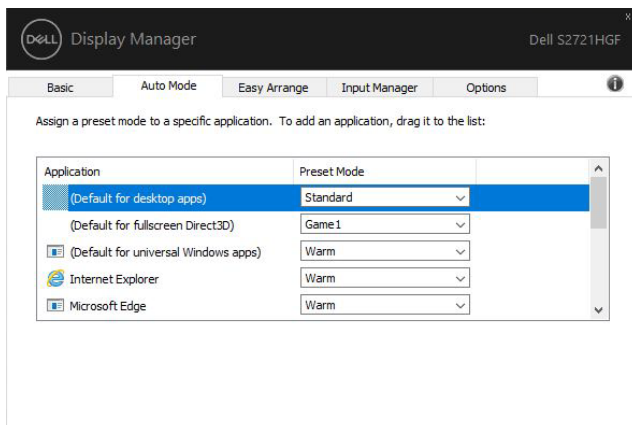 x
DELL Display Manager Dell S2721HGF
Basic Auto Mode Easy Arrange Input Manager Options i
Assign a preset mode to a specific application. To add an application, drag it to the list:
Application Preset Mode
(Default for desktop apps) Standard
(Default for fullscreen Direct3D) Game1
(Default for universal Windows apps) Warm
Internet Explorer Warm
Microsoft Edge Warm